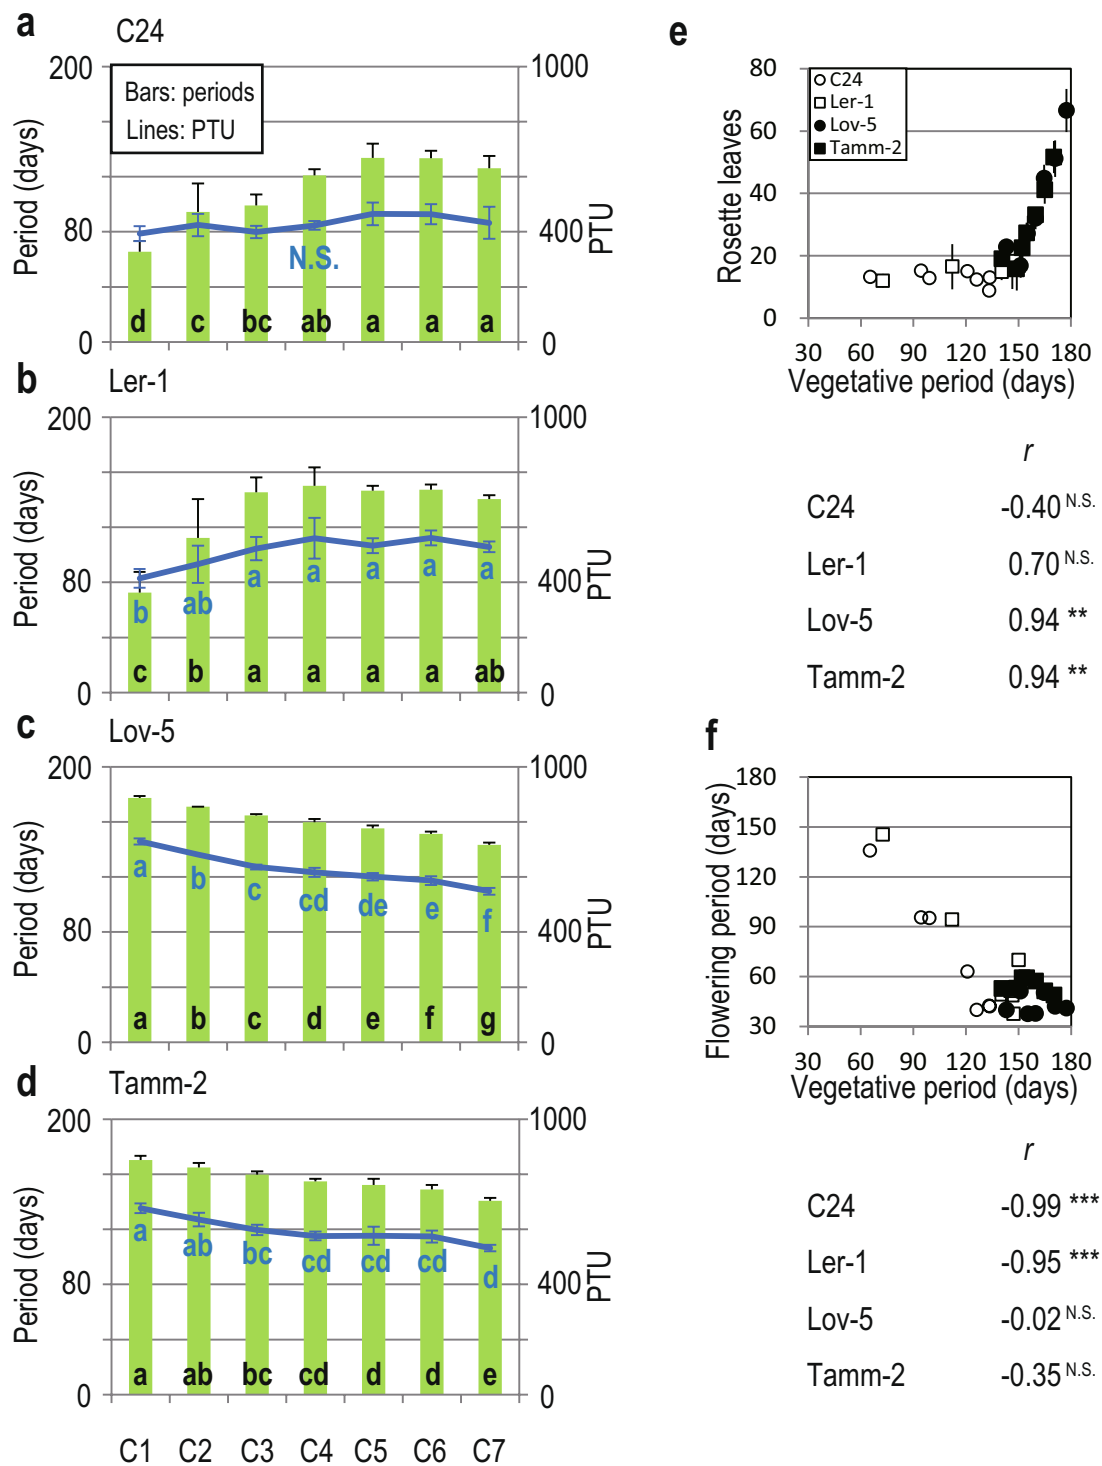 a
C24
200
1000
Bars: periods
Lines: PTU
Period (days)
80
400
PTU
N.S.
d c bc ab a a a
0
0
b
Ler-1
200
1000
Period (days)
80
400
PTU
b ab a a a a a
c b a a a a ab
0
0
c
Lov-5
200
1000
Period (days)
80
400
PTU
a b c cd de e f
a b c d e f g
0
0
d
Tamm-2
200
1000
Period (days)
80
400
PTU
a ab bc cd cd cd d
a ab bc cd d d e
0
0
C1 C2 C3 C4 C5 C6 C7
e
80
60
40
20
0
Rosette leaves
C24
Ler-1
Lov-5
Tamm-2
30 60 90 120 150 180
Vegetative period (days)
r
C24 -0.40 N.S.
Ler-1 0.70 N.S.
Lov-5 0.94 **
Tamm-2 0.94 **
f
180
150
120
90
60
30
Flowering period (days)
30 60 90 120 150 180
Vegetative period (days)
r
C24 -0.99 ***
Ler-1 -0.95 ***
Lov-5 -0.02 N.S.
Tamm-2 -0.35 N.S.